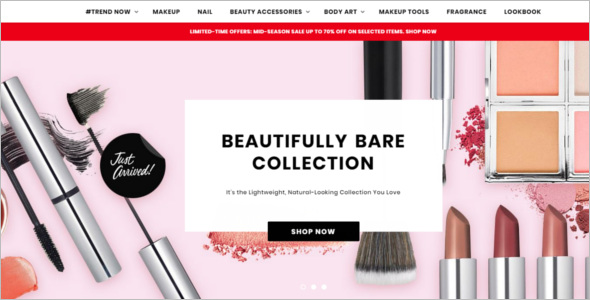 #TREND NOW MAKEUP NAIL BEAUTY ACCESSORIES BODY ART MAKEUP TOOLS FRAGRANCE LOOKBOOK
LIMITED-TIME OFFERS: MID-SEASON SALE UP TO 70% OFF ON SELECTED ITEMS. SHOP NOW
Just
Arrived!
BEAUTIFULLY BARE
COLLECTION
It's the Lightweight, Natural-Looking Collection You Love
SHOP NOW